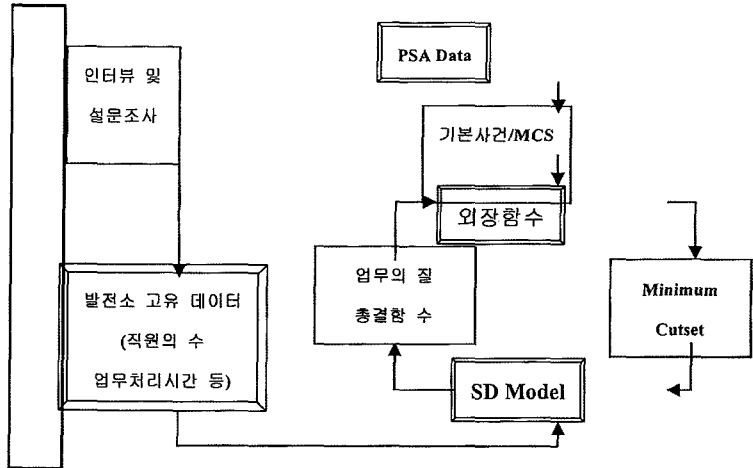 인터뷰 및
설문조사
PSA Data
기본사건/MCS
외장함수
업무의 질
총결함 수
Minimum
Cutset
발전소 고유 데이터
(직원의 수
업무처리시간 등)
SD Model